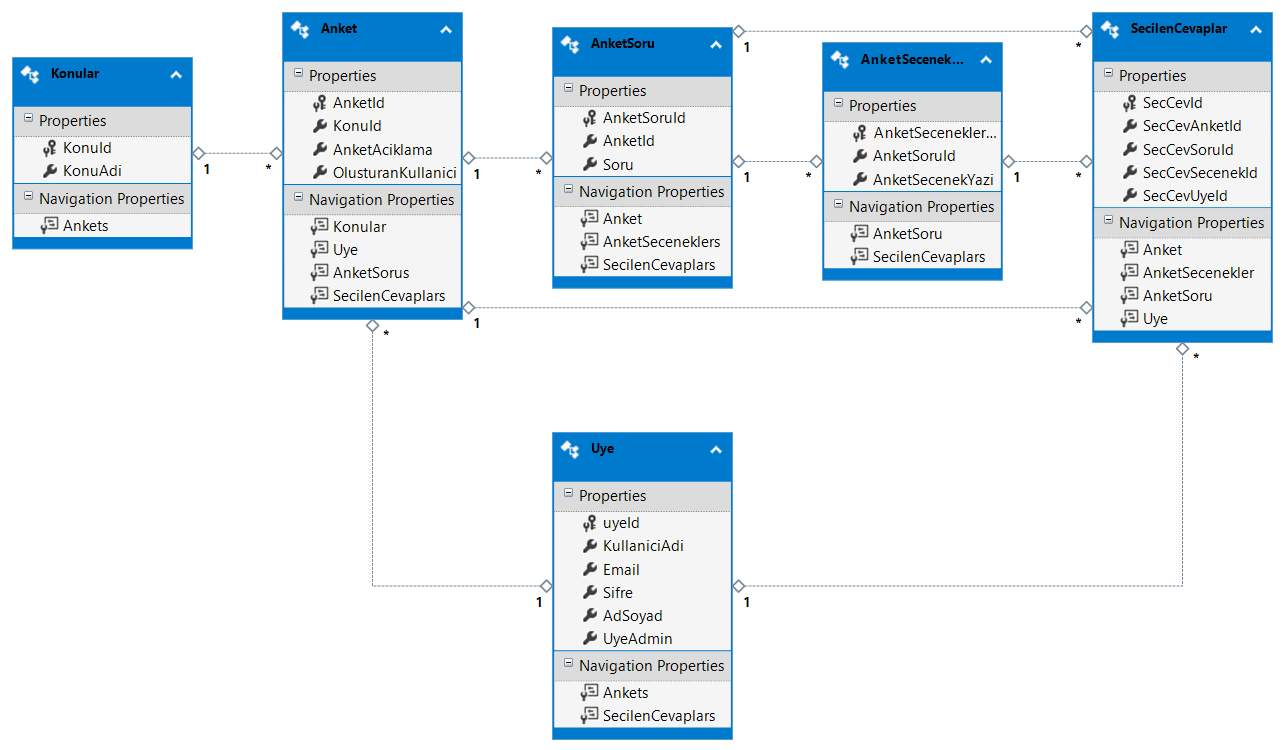 Konular
Properties
KonuId
KonuAdi
Navigation Properties
Ankets
1
*
Anket
Properties
AnketId
KonuId
AnketAciklama
OlusturanKullanici
Navigation Properties
Konular
Uye
AnketSorus
SecilenCevaplars
1
*
1
*
*
AnketSoru
Properties
AnketSoruId
AnketId
Soru
Navigation Properties
Anket
AnketSeceneklers
SecilenCevaplars
1
*
1
*
AnketSecenek...
Properties
AnketSecenekler...
AnketSoruId
AnketSecenekYazi
Navigation Properties
AnketSoru
SecilenCevaplars
1
*
SecilenCevaplar
Properties
SecCevId
SecCevAnketId
SecCevSoruId
SecCevSecenekId
SecCevUyeId
Navigation Properties
Anket
AnketSecenekler
AnketSoru
Uye
*
Uye
Properties
uyeId
KullaniciAdi
Email
Sifre
AdSoyad
UyeAdmin
Navigation Properties
Ankets
SecilenCevaplars
1
1